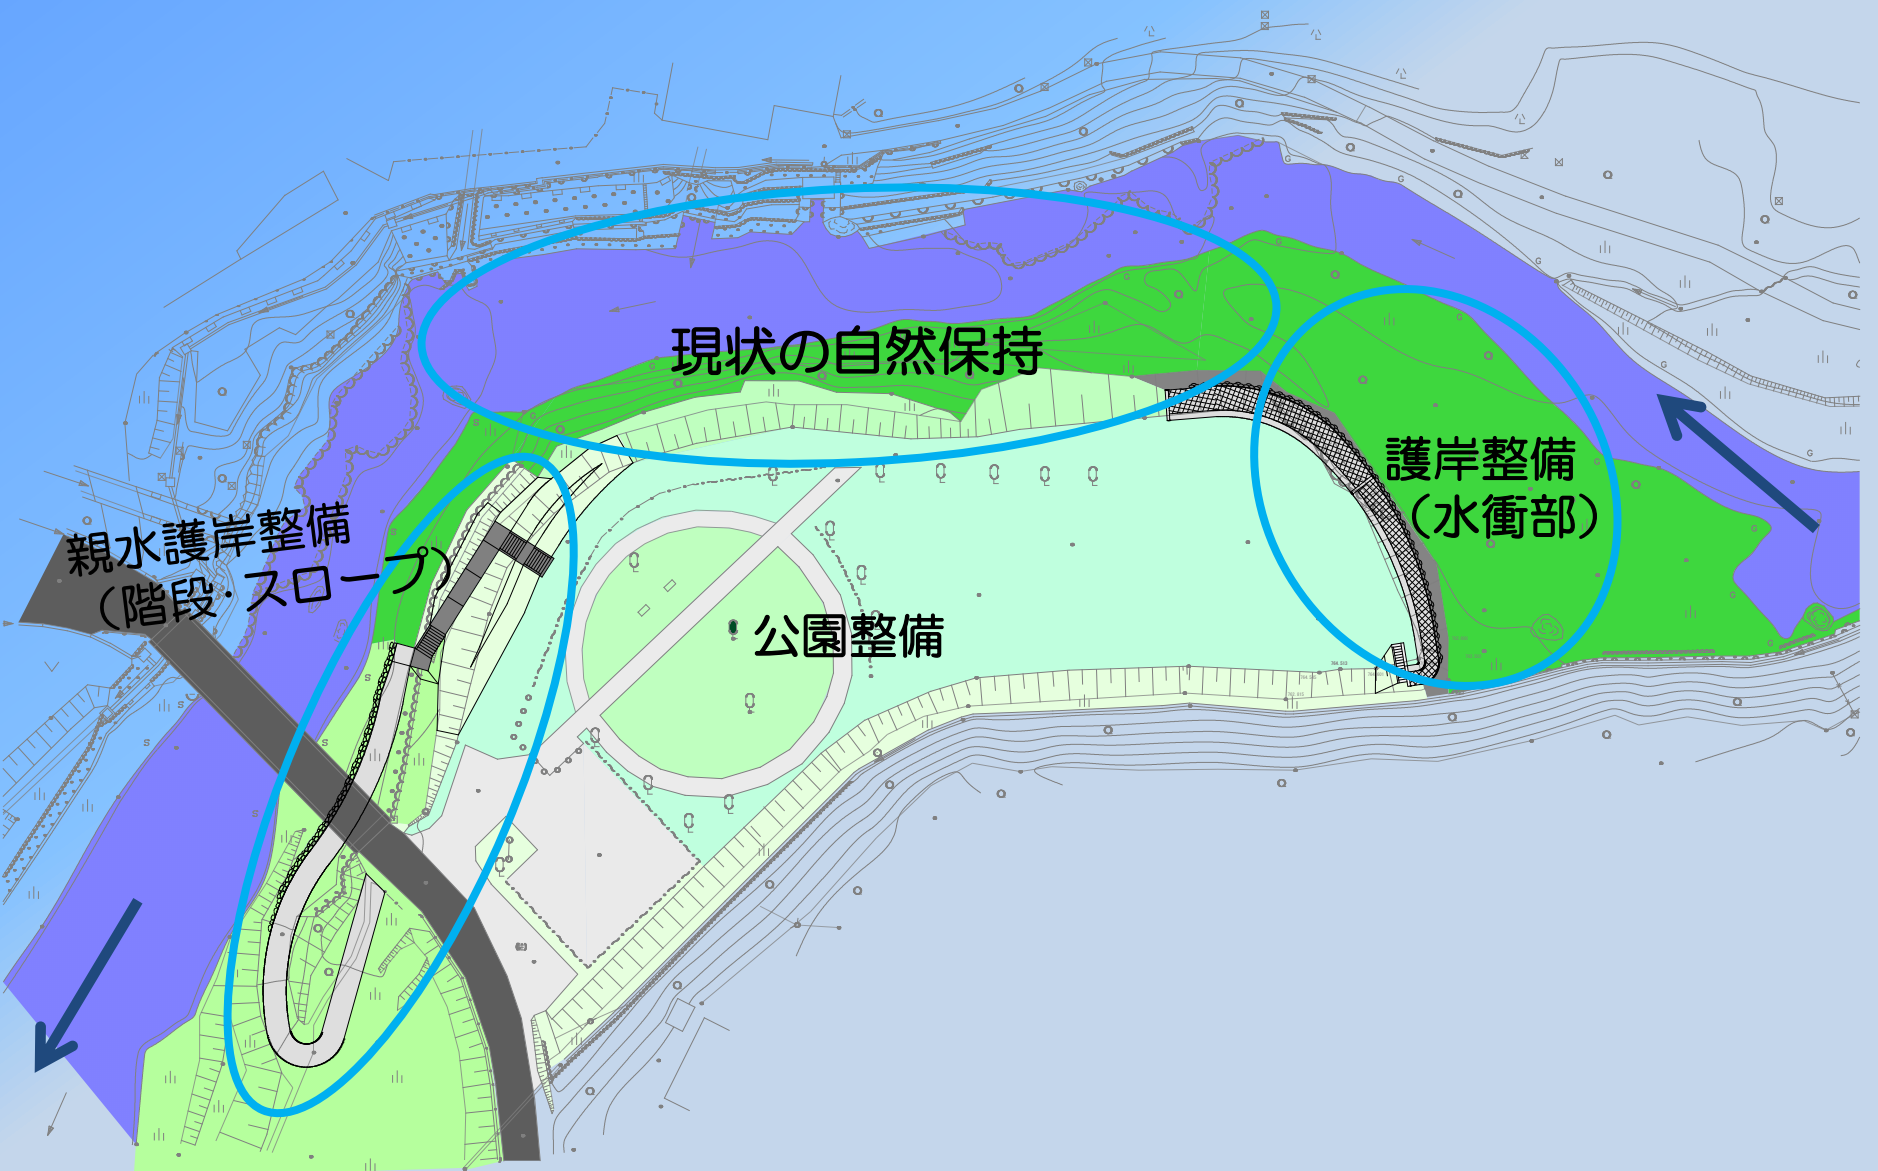 現状の自然保持
護岸整備
（水衝部）
親水護岸整備
（階段・スロープ）
公園整備